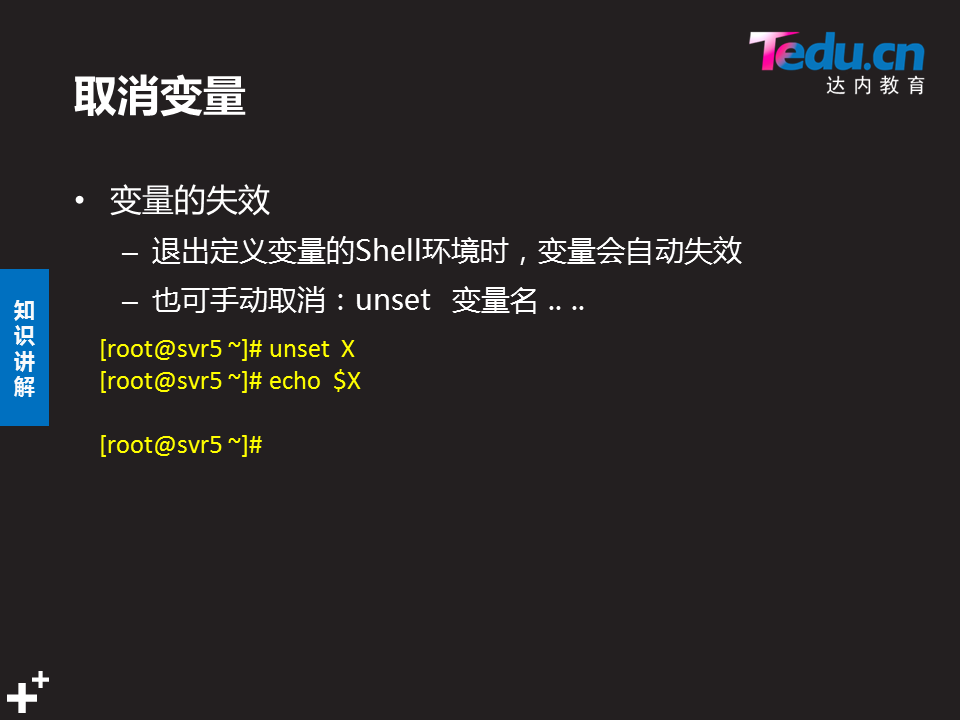 Tedu.cn
达内教育
取消变量
• 变量的失效
– 退出定义变量的Shell环境时，变量会自动失效
– 也可手动取消：unset 变量名 .. ..
知识讲解
[root@svr5 ~]# unset X
[root@svr5 ~]# echo $X
[root@svr5 ~]#